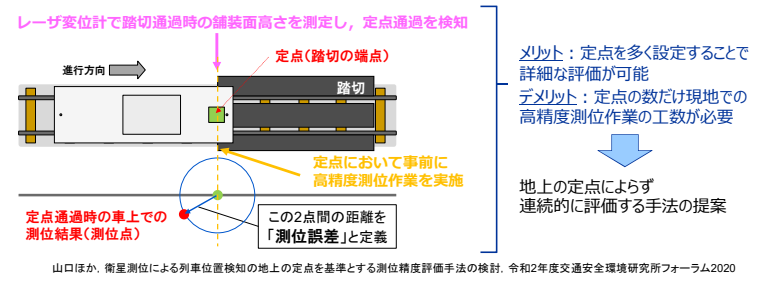 レーザ変位計で踏切通過時の舗装面高さを測定し，定点通過を検知
定点(踏切の端点)
進行方向
踏切
定点において事前に
高精度測位作業を実施
定点通過時の車上での
測位結果(測位点)
この2点間の距離を
「測位誤差」と定義
メリット：定点を多く設定することで
詳細な評価が可能
デメリット：定点の数だけ現地での
高精度測位作業の工数が必要
地上の定点によらず
連続的に評価する手法の提案
山口ほか，衛星測位による列車位置検知の地上の定点を基準とする測位精度評価手法の検討，令和2年度交通安全環境研究所フォーラム2020